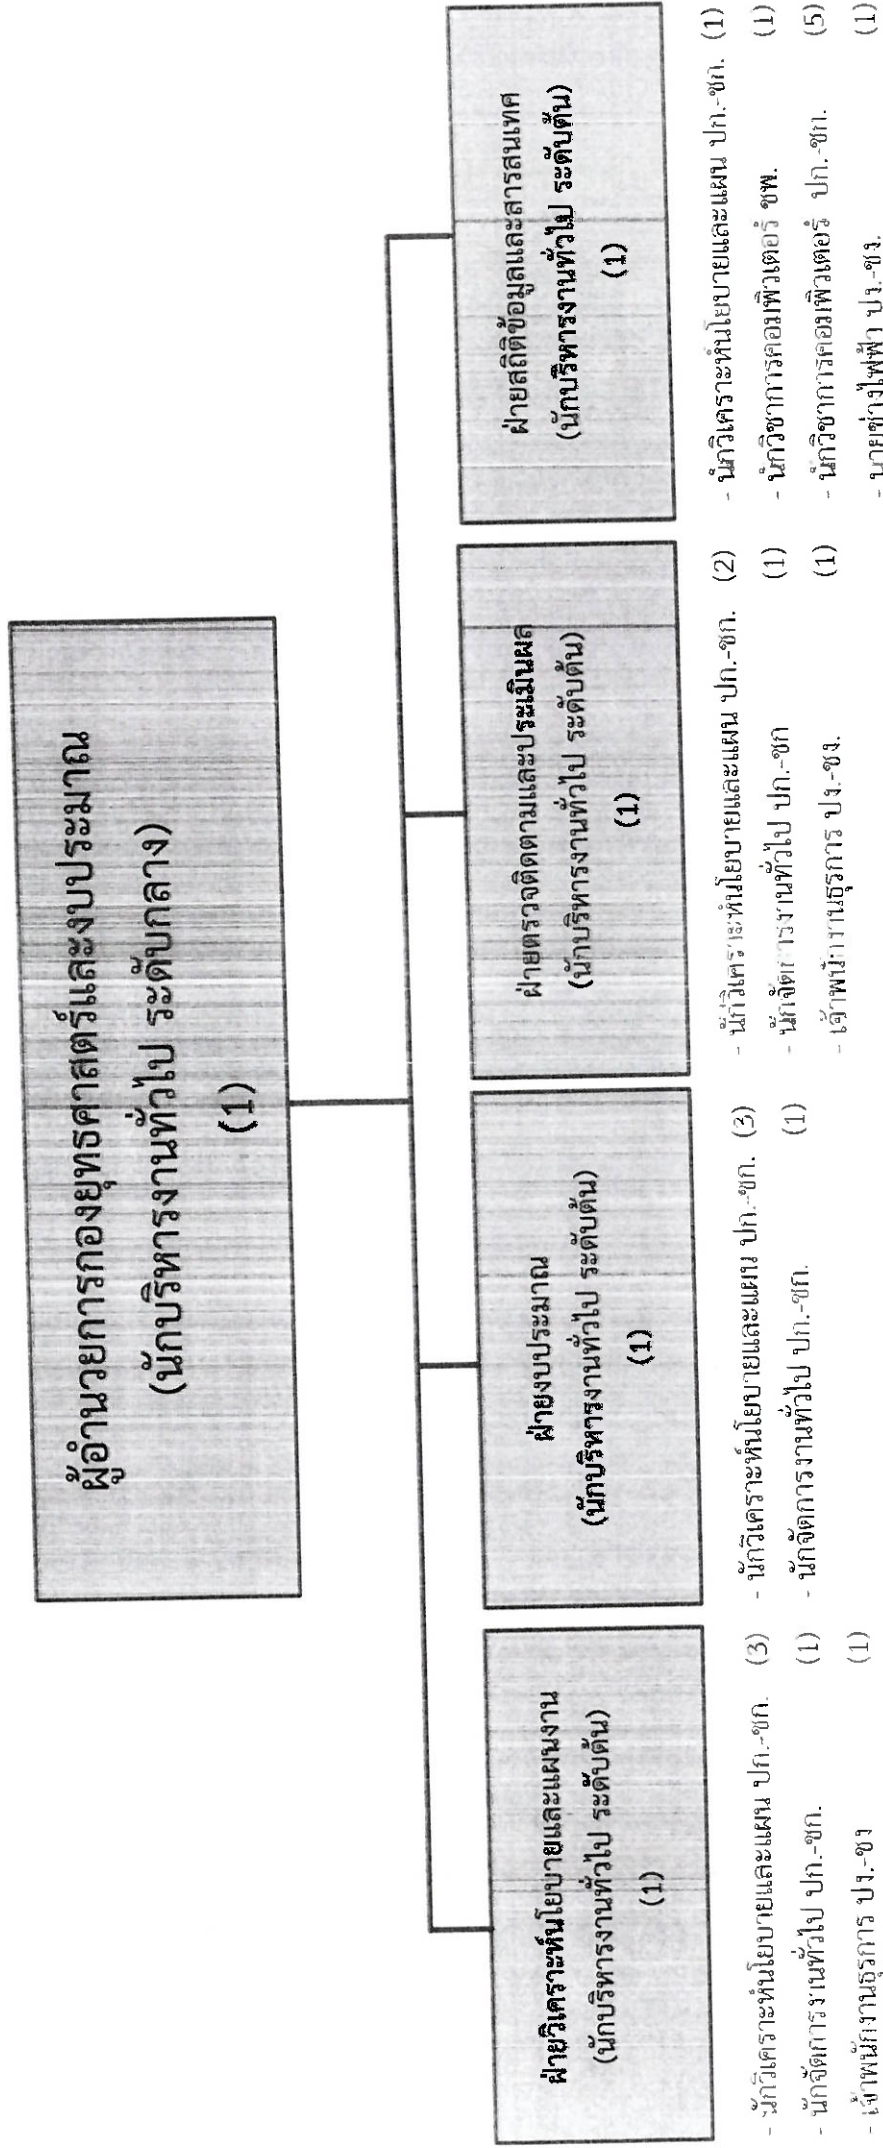 ผู้อำนวยการกองยุทธศาสตร์และงบประมาณ
(นักบริหารงานทั่วไป ระดับกลาง)
(1)
ฝ่ายวิเคราะห์นโยบายและแผนงาน
(นักบริหารงานทั่วไป ระดับต้น)
(1)
- นักวิเคราะห์นโยบายและแผน ปก.-ชก. (3)
- นักจัดการงานทั่วไป ปก.-ชก. (1)
- เจ้าพนักงานธุรการ ปง.-ชง (1)
ฝ่ายงบประมาณ
(นักบริหารงานทั่วไป ระดับต้น)
(1)
- นักวิเคราะห์นโยบายและแผน ปก.-ชก. (3)
- นักจัดการงานทั่วไป ปก.-ชก. (1)
ฝ่ายตรวจติดตามและประเมินผล
(นักบริหารงานทั่วไป ระดับต้น)
(1)
- นักวิเคราะห์นโยบายและแผน ปก.-ชก. (2)
- นักจัดการงานทั่วไป ปก.-ชก (1)
- เจ้าพนักงานธุรการ ปง.-ชง. (1)
ฝ่ายสถิติข้อมูลและสารสนเทศ
(นักบริหารงานทั่วไป ระดับต้น)
(1)
- นักวิเคราะห์นโยบายและแผน ปก.-ชก. (1)
- นักวิชาการคอมพิวเตอร์ ชพ. (1)
- นักวิชาการคอมพิวเตอร์ ปก.-ชก. (5)
- นายช่างไฟฟ้า ปง.-ชง. (1)